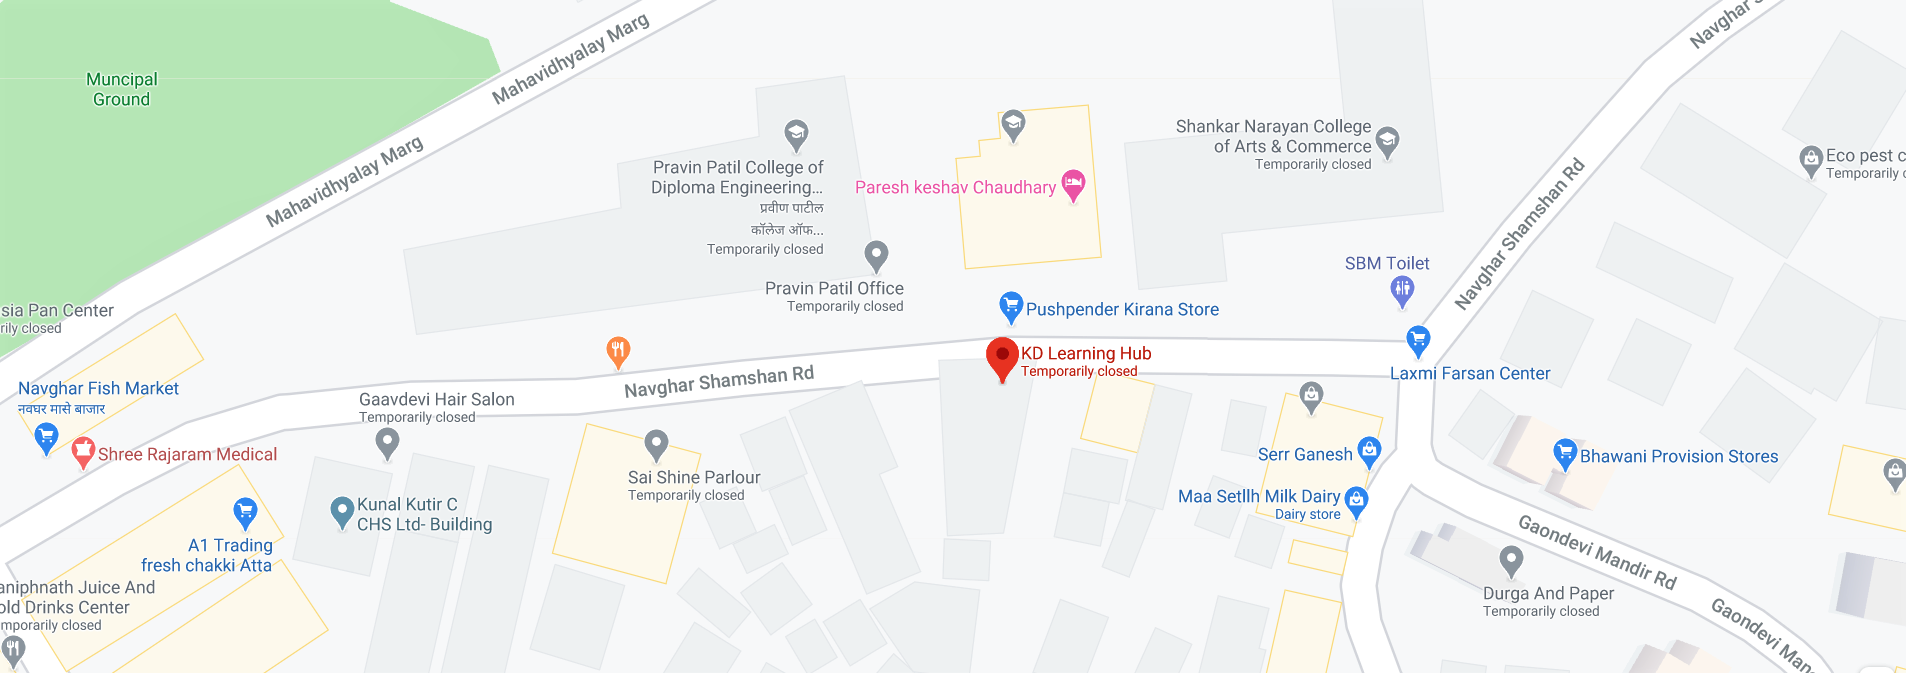 Muncipal
Ground
Mahavidhyalay Marg
Mahavidhyalay Marg
Pravin Patil College of
Diploma Engineering...
प्रवीण पाटील
कॉलेज ऑफ...
Temporarily closed
Paresh keshav Chaudhary
Shankar Narayan College
of Arts & Commerce
Temporarily closed
Navghar
Navghar Shamshan Rd
Eco pest
Temporarily
Pravin Patil Office
Temporarily closed
SBM Toilet
Pushpender Kirana Store
Pan Center
closed
KD Learning Hub
Temporarily closed
Laxmi Farsan Center
Navghar Shamshan Rd
Navghar Fish Market
नवघर मासे बाजार
Gaavdevi Hair Salon
Temporarily closed
Shree Rajaram Medical
Sai Shine Parlour
Temporarily closed
Serr Ganesh
Bhawani Provision Stores
Maa Setllh Milk Dairy
Dairy store
Kunal Kutir C
CHS Ltd- Building
A1 Trading
fresh chakki Atta
Gaondevi Mandir Rd
Durga And Paper
Temporarily closed
Gaondevi
aniphnath Juice And
old Drinks Center
mporarily closed